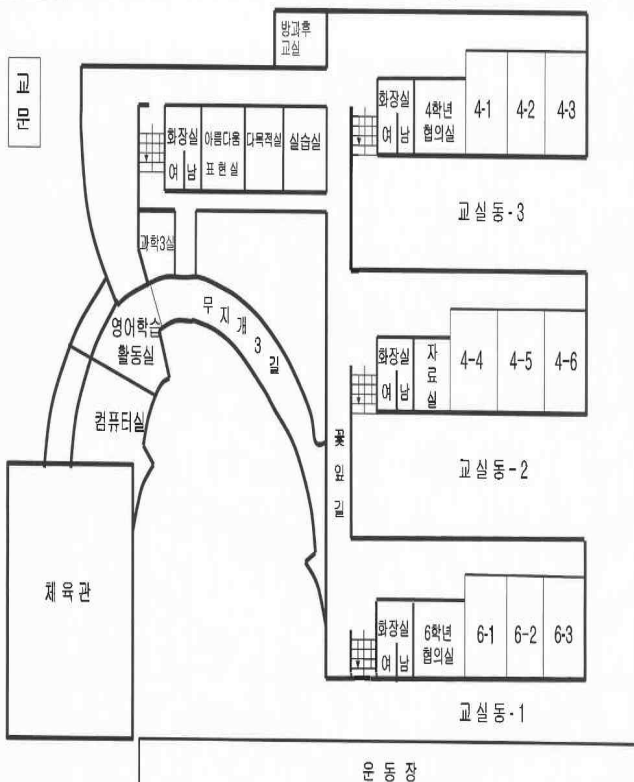 방과후
교실
교
문
화장실
여 남
아름다움
표현실
다목적실
실습실
화장실
여 남
4학년
협의실
4-1
4-2
4-3
교실동-3
과학3실
무지개3길
영어학습
활동실
컴퓨터실
화장실
여 남
자
료
실
4-4
4-5
4-6
꽃
잎
길
교실동-2
체육관
화장실
여 남
6학년
협의실
6-1
6-2
6-3
교실동-1
운동장